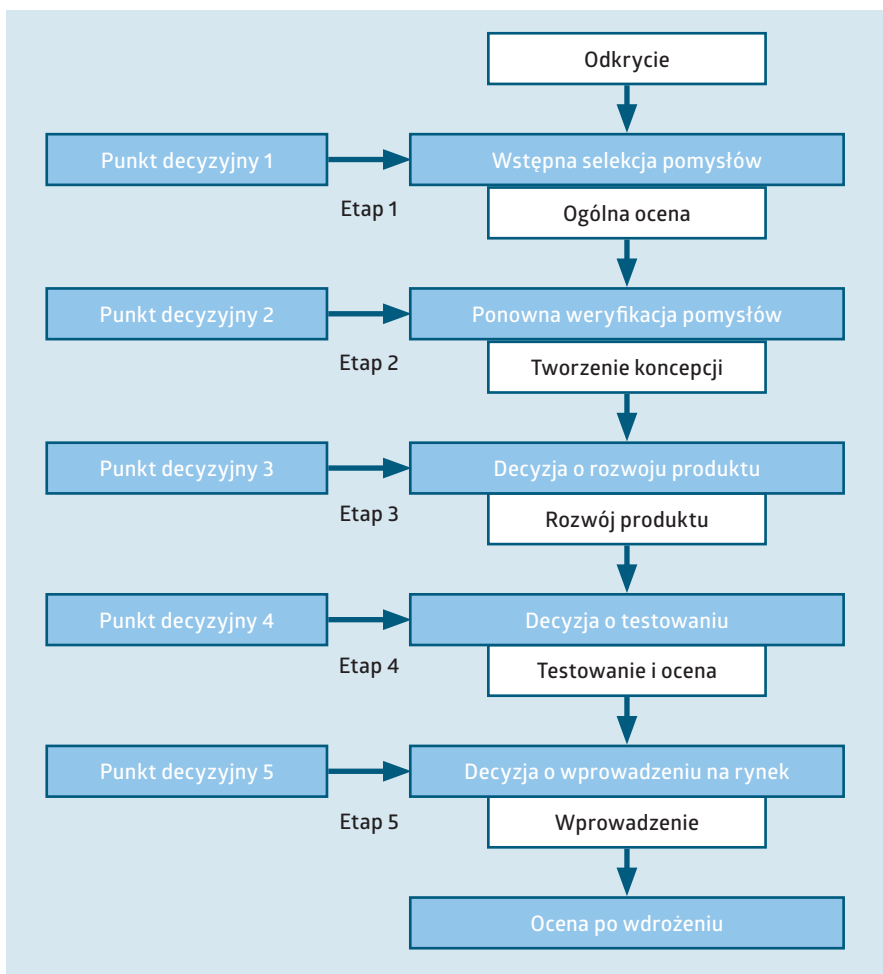 Odkrycie
Punkt decyzyjny 1
Wstępna selekcja pomysłów
Etap 1
Ogólna ocena
Punkt decyzyjny 2
Ponowna weryfikacja pomysłów
Etap 2
Tworzenie koncepcji
Punkt decyzyjny 3
Decyzja o rozwoju produktu
Etap 3
Rozwój produktu
Punkt decyzyjny 4
Decyzja o testowaniu
Etap 4
Testowanie i ocena
Punkt decyzyjny 5
Decyzja o wprowadzeniu na rynek
Etap 5
Wprowadzenie
Ocena po wdrożeniu